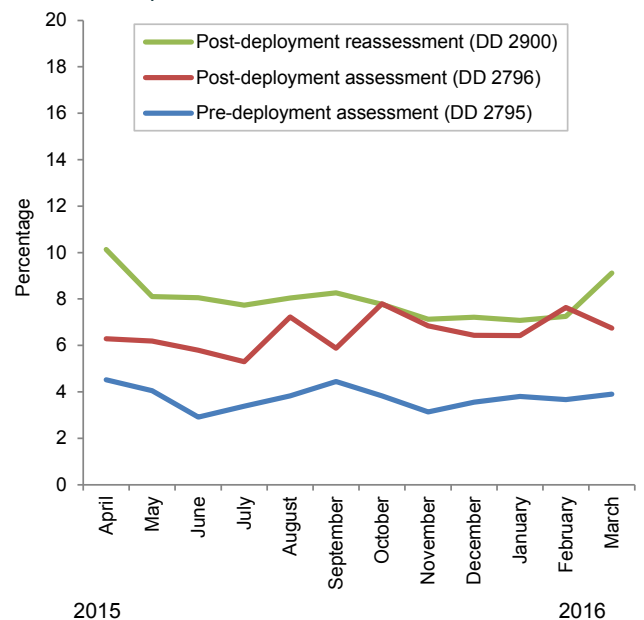 20
18
16
14
12
10
8
6
4
2
0
Percentage
Post-deployment reassessment (DD 2900)
Post-deployment assessment (DD 2796)
Pre-deployment assessment (DD 2795)
April
May
June
July
August
September
October
November
December
January
February
March
2015
2016